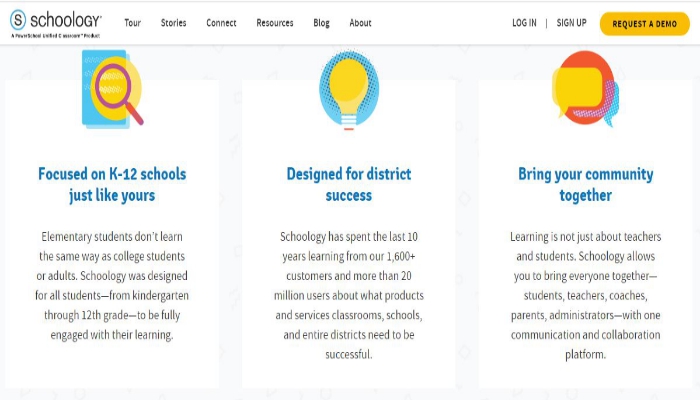 S schoology®
A PowerSchool Unified Classroom™ Product
Tour Stories Connect Resources Blog About
LOG IN | SIGN UP REQUEST A DEMO
Focused on K-12 schools
just like yours
Elementary students don't learn
the same way as college students
or adults. Schoology was designed
for all students—from kindergarten
through 12th grade—to be fully
engaged with their learning.
Designed for district
success
Schoology has spent the last 10
years learning from our 1,600+
customers and more than 20
million users about what products
and services classrooms, schools,
and entire districts need to be
successful.
Bring your community
together
Learning is not just about teachers
and students. Schoology allows
you to bring everyone together—
students, teachers, coaches,
parents, administrators—with one
communication and collaboration
platform.